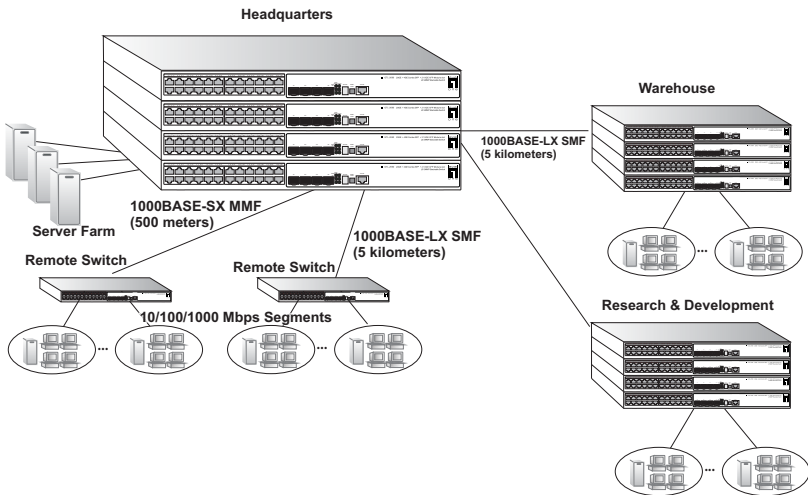 Headquarters
Warehouse
1000BASE-LX SMF
(5 kilometers)
1000BASE-SX MMF
(500 meters)
Server Farm
1000BASE-LX SMF
(5 kilometers)
Remote Switch
Remote Switch
Research & Development
10/100/1000 Mbps Segments
...
...
...
...
...